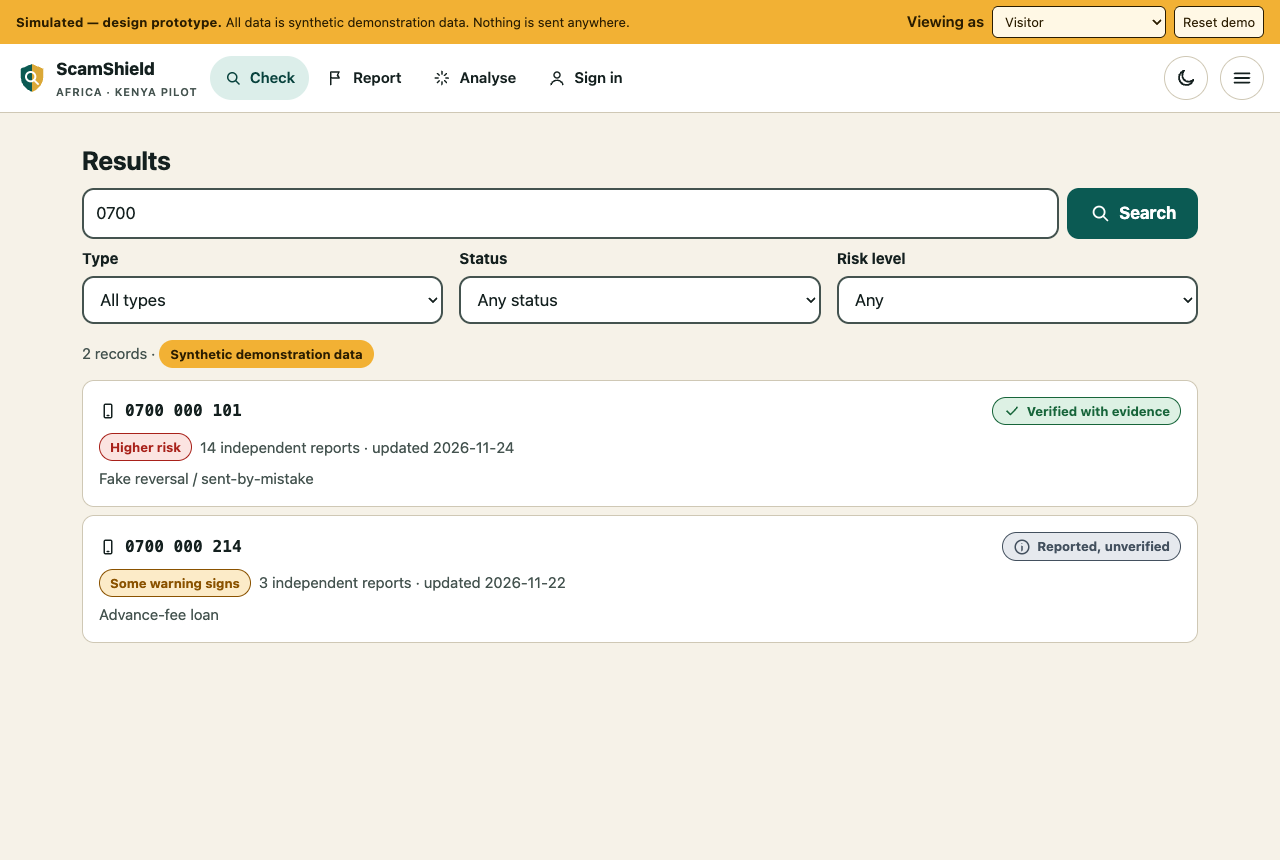 Simulated — design prototype. All data is synthetic demonstration data. Nothing is sent anywhere.
Viewing as
Visitor
Reset demo
ScamShield
AFRICA · KENYA PILOT
Check
Report
Analyse
Sign in
Results
0700
Search
Type
Status
Risk level
All types
Any status
Any
2 records · Synthetic demonstration data
0700 000 101
Verified with evidence
Higher risk 14 independent reports · updated 2026-11-24
Fake reversal / sent-by-mistake
0700 000 214
Reported, unverified
Some warning signs 3 independent reports · updated 2026-11-22
Advance-fee loan